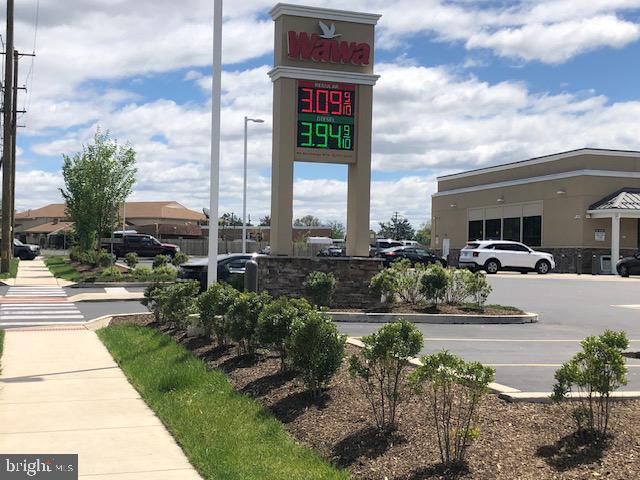 Wawa
REGULAR
3.09 9/10
DIESEL
3.94 9/10
bright MLS